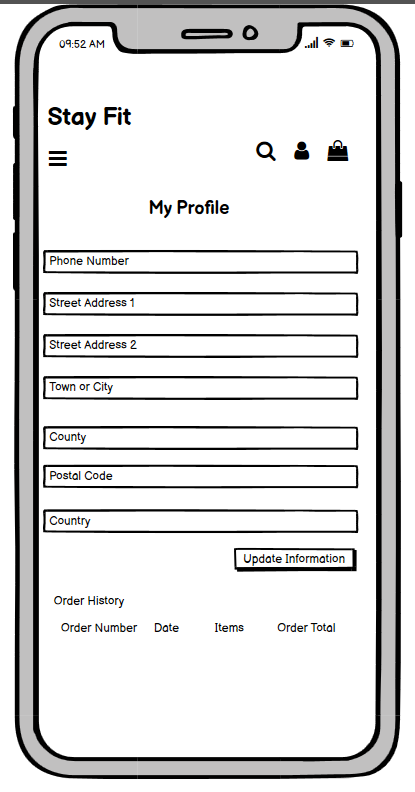 09:52 AM
Stay Fit
My Profile
Phone Number
Street Address 1
Street Address 2
Town or City
County
Postal Code
Country
Update Information
Order History
Order Number Date Items Order Total